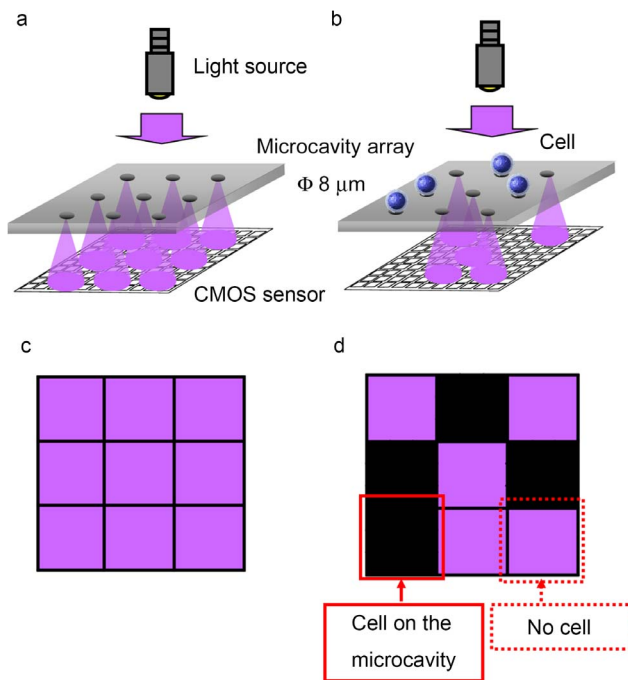 a
b
Light source
Microcavity array
Cell
Φ 8 μm
CMOS sensor
c
d
Cell on the
microcavity
No cell